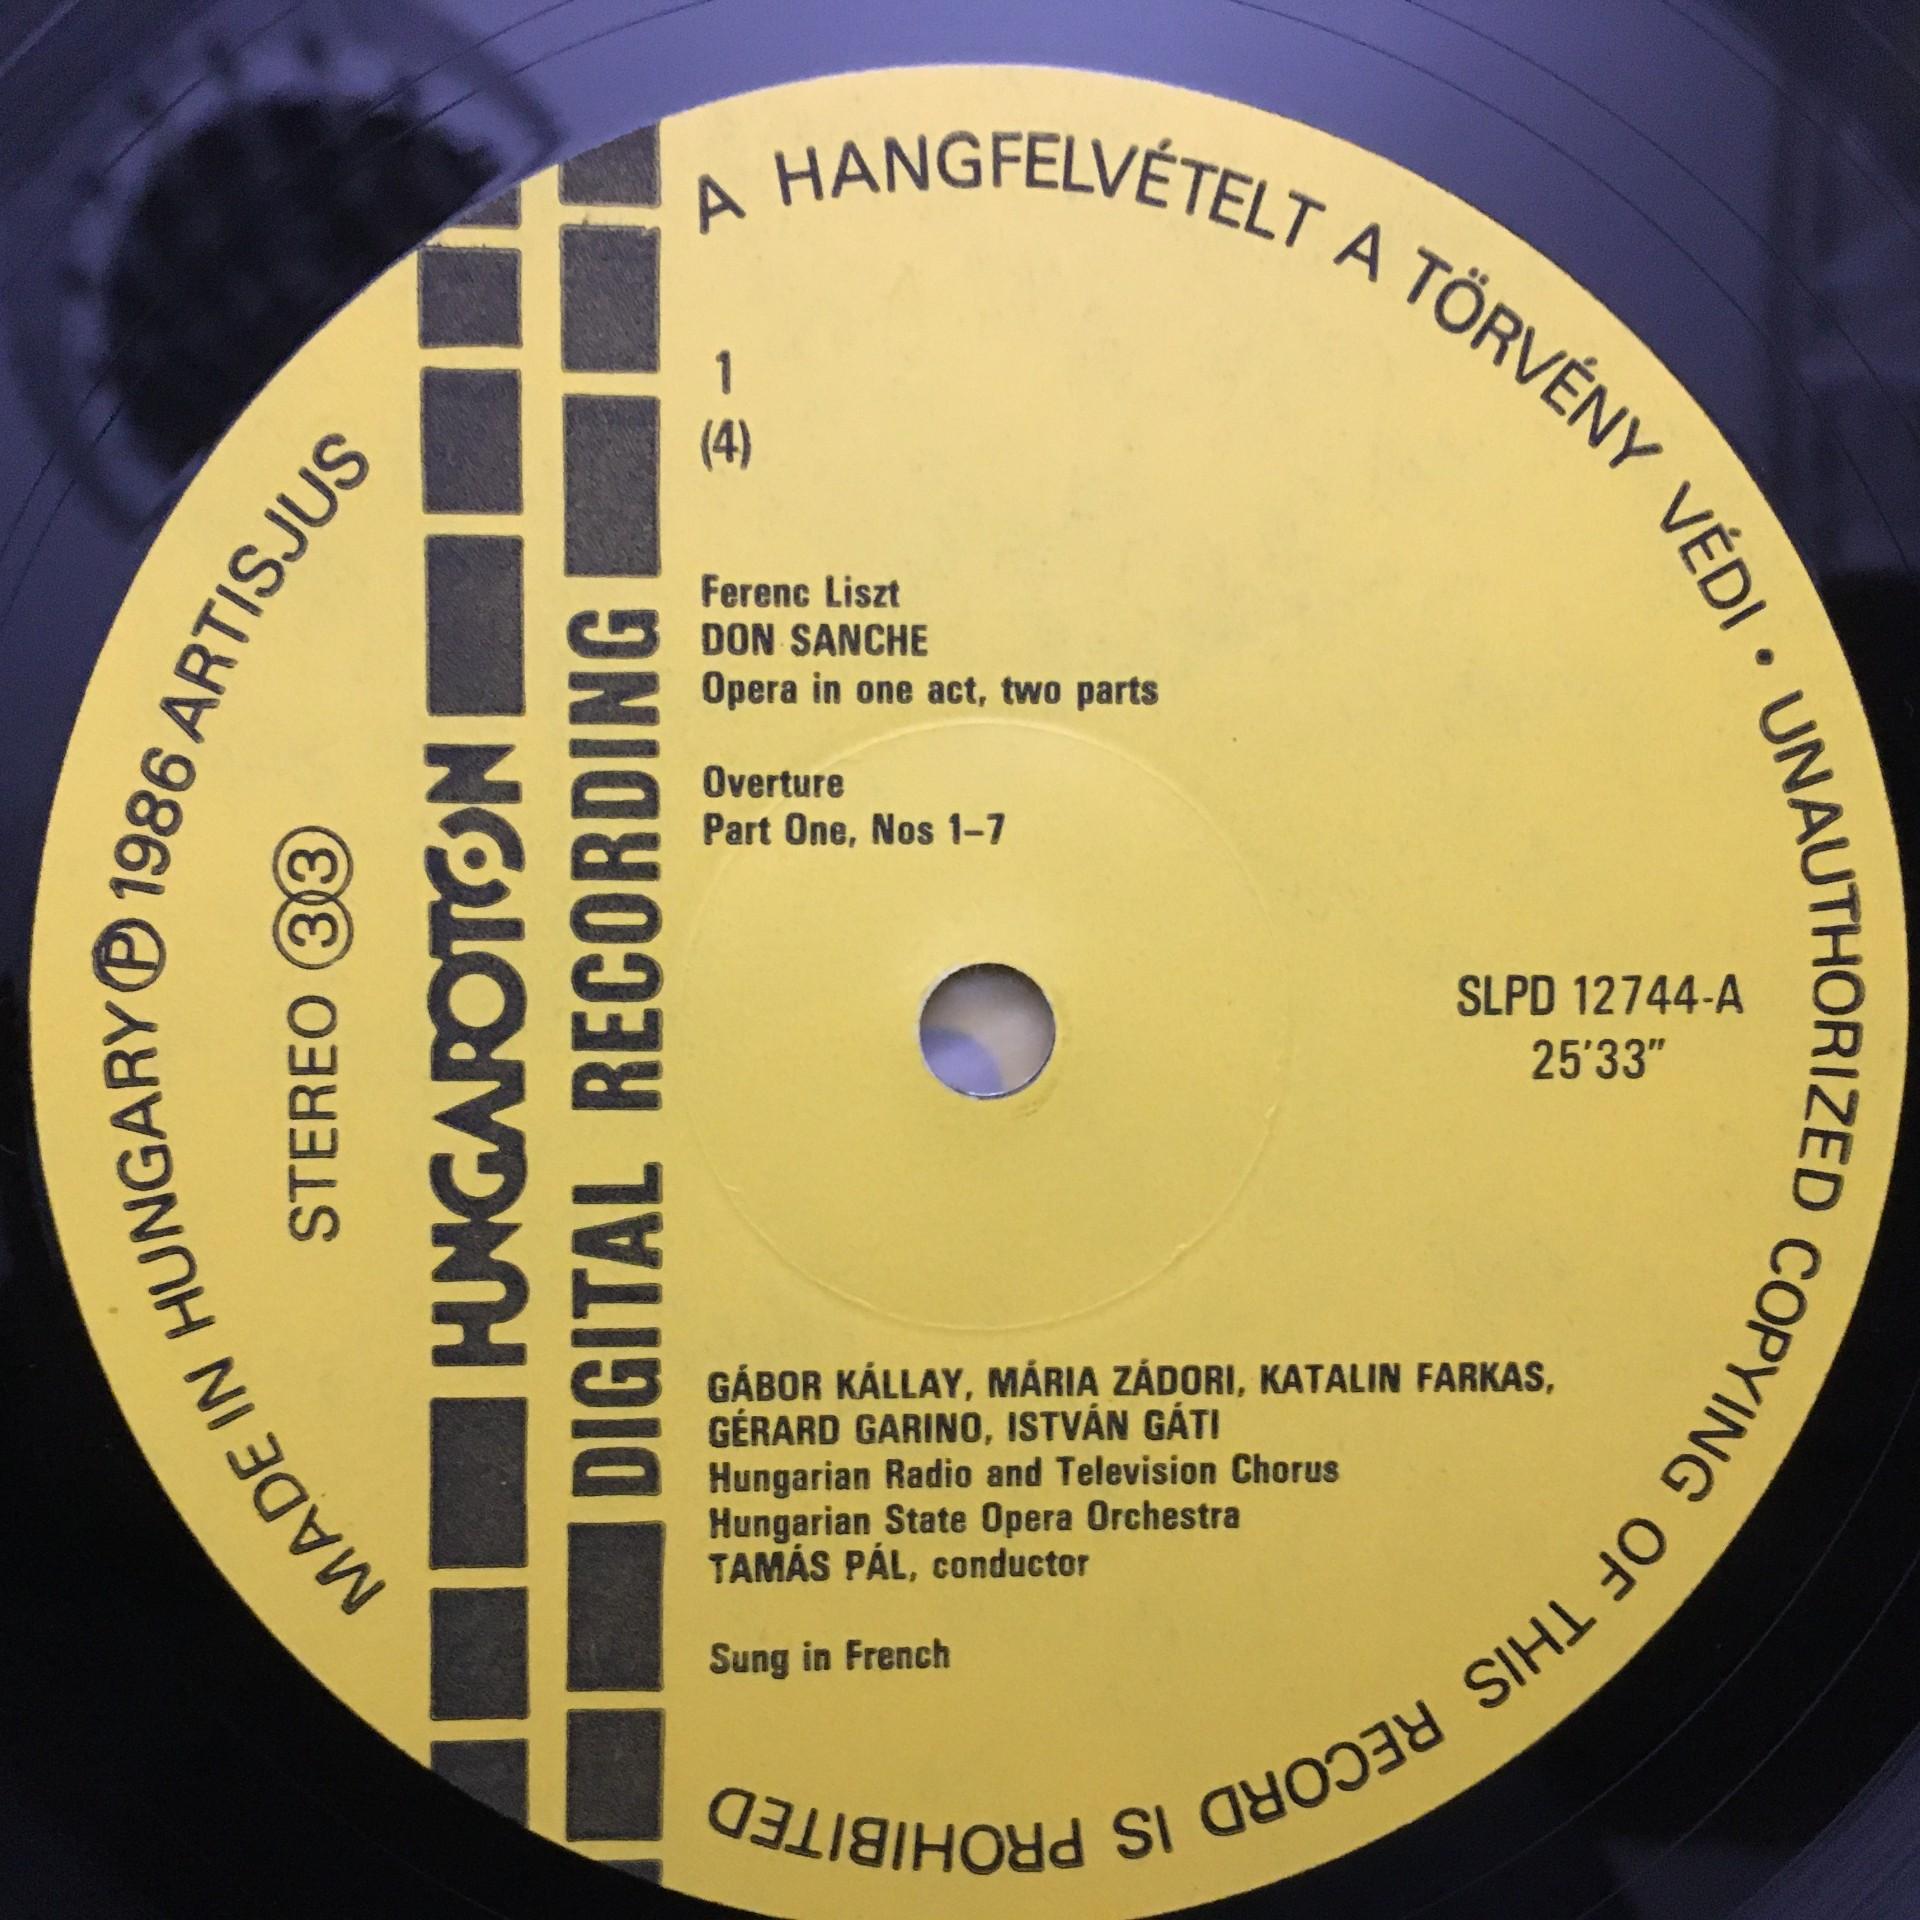 A HANGFELVÉTELT A TÖRVÉNY VÉDI • UNAUTHORIZED COPYING OF THIS RECORD IS PROHIBITED
MADE IN HUNGARY Ⓟ 1986 ARTISJUS
STEREO 33
HUNGAROTON
DIGITAL RECORDING
1
(4)
Ferenc Liszt
DON SANCHE
Opera in one act, two parts
Overture
Part One, Nos 1–7
SLPD 12744-A
25′33″
GÁBOR KÁLLAY, MÁRIA ZÁDORI, KATALIN FARKAS,
GÉRARD GARINO, ISTVÁN GÁTI
Hungarian Radio and Television Chorus
Hungarian State Opera Orchestra
TAMÁS PÁL, conductor
Sung in French